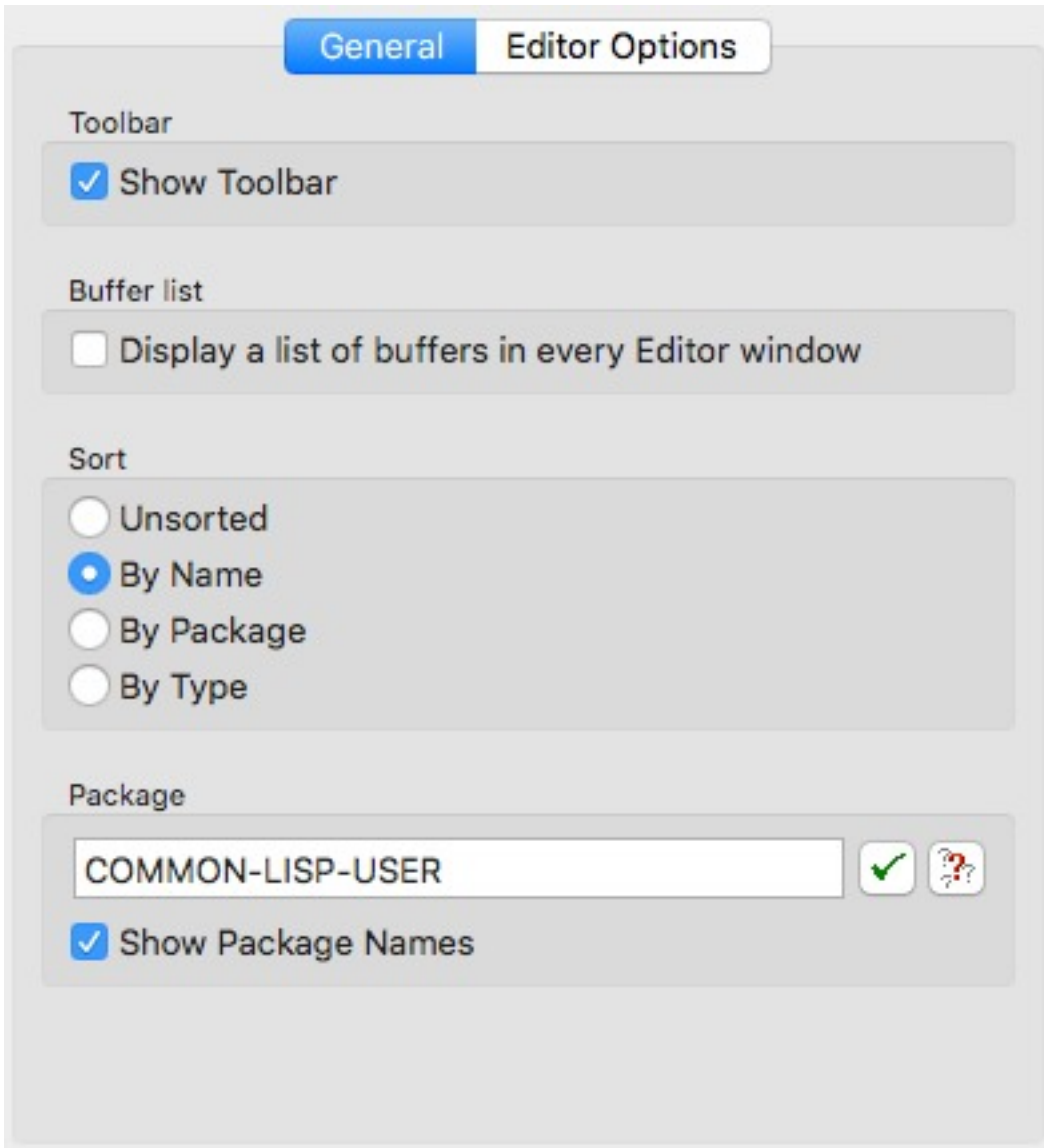 General Editor Options
Toolbar
Show Toolbar
Buffer list
Display a list of buffers in every Editor window
Sort
Unsorted
By Name
By Package
By Type
Package
COMMON-LISP-USER
Show Package Names